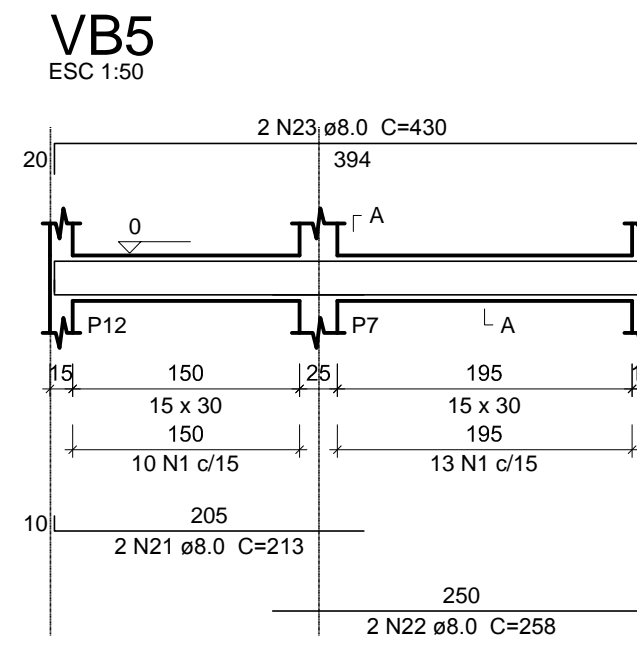 VB5
ESC 1:50
2 N23 ø8.0 C=430
20 394
A
0
P12 P7 A
15 150 25 195 1
15 x 30 15 x 30
150 195
10 N1 c/15 13 N1 c/15
10 205
2 N21 ø8.0 C=213
250
2 N22 ø8.0 C=258